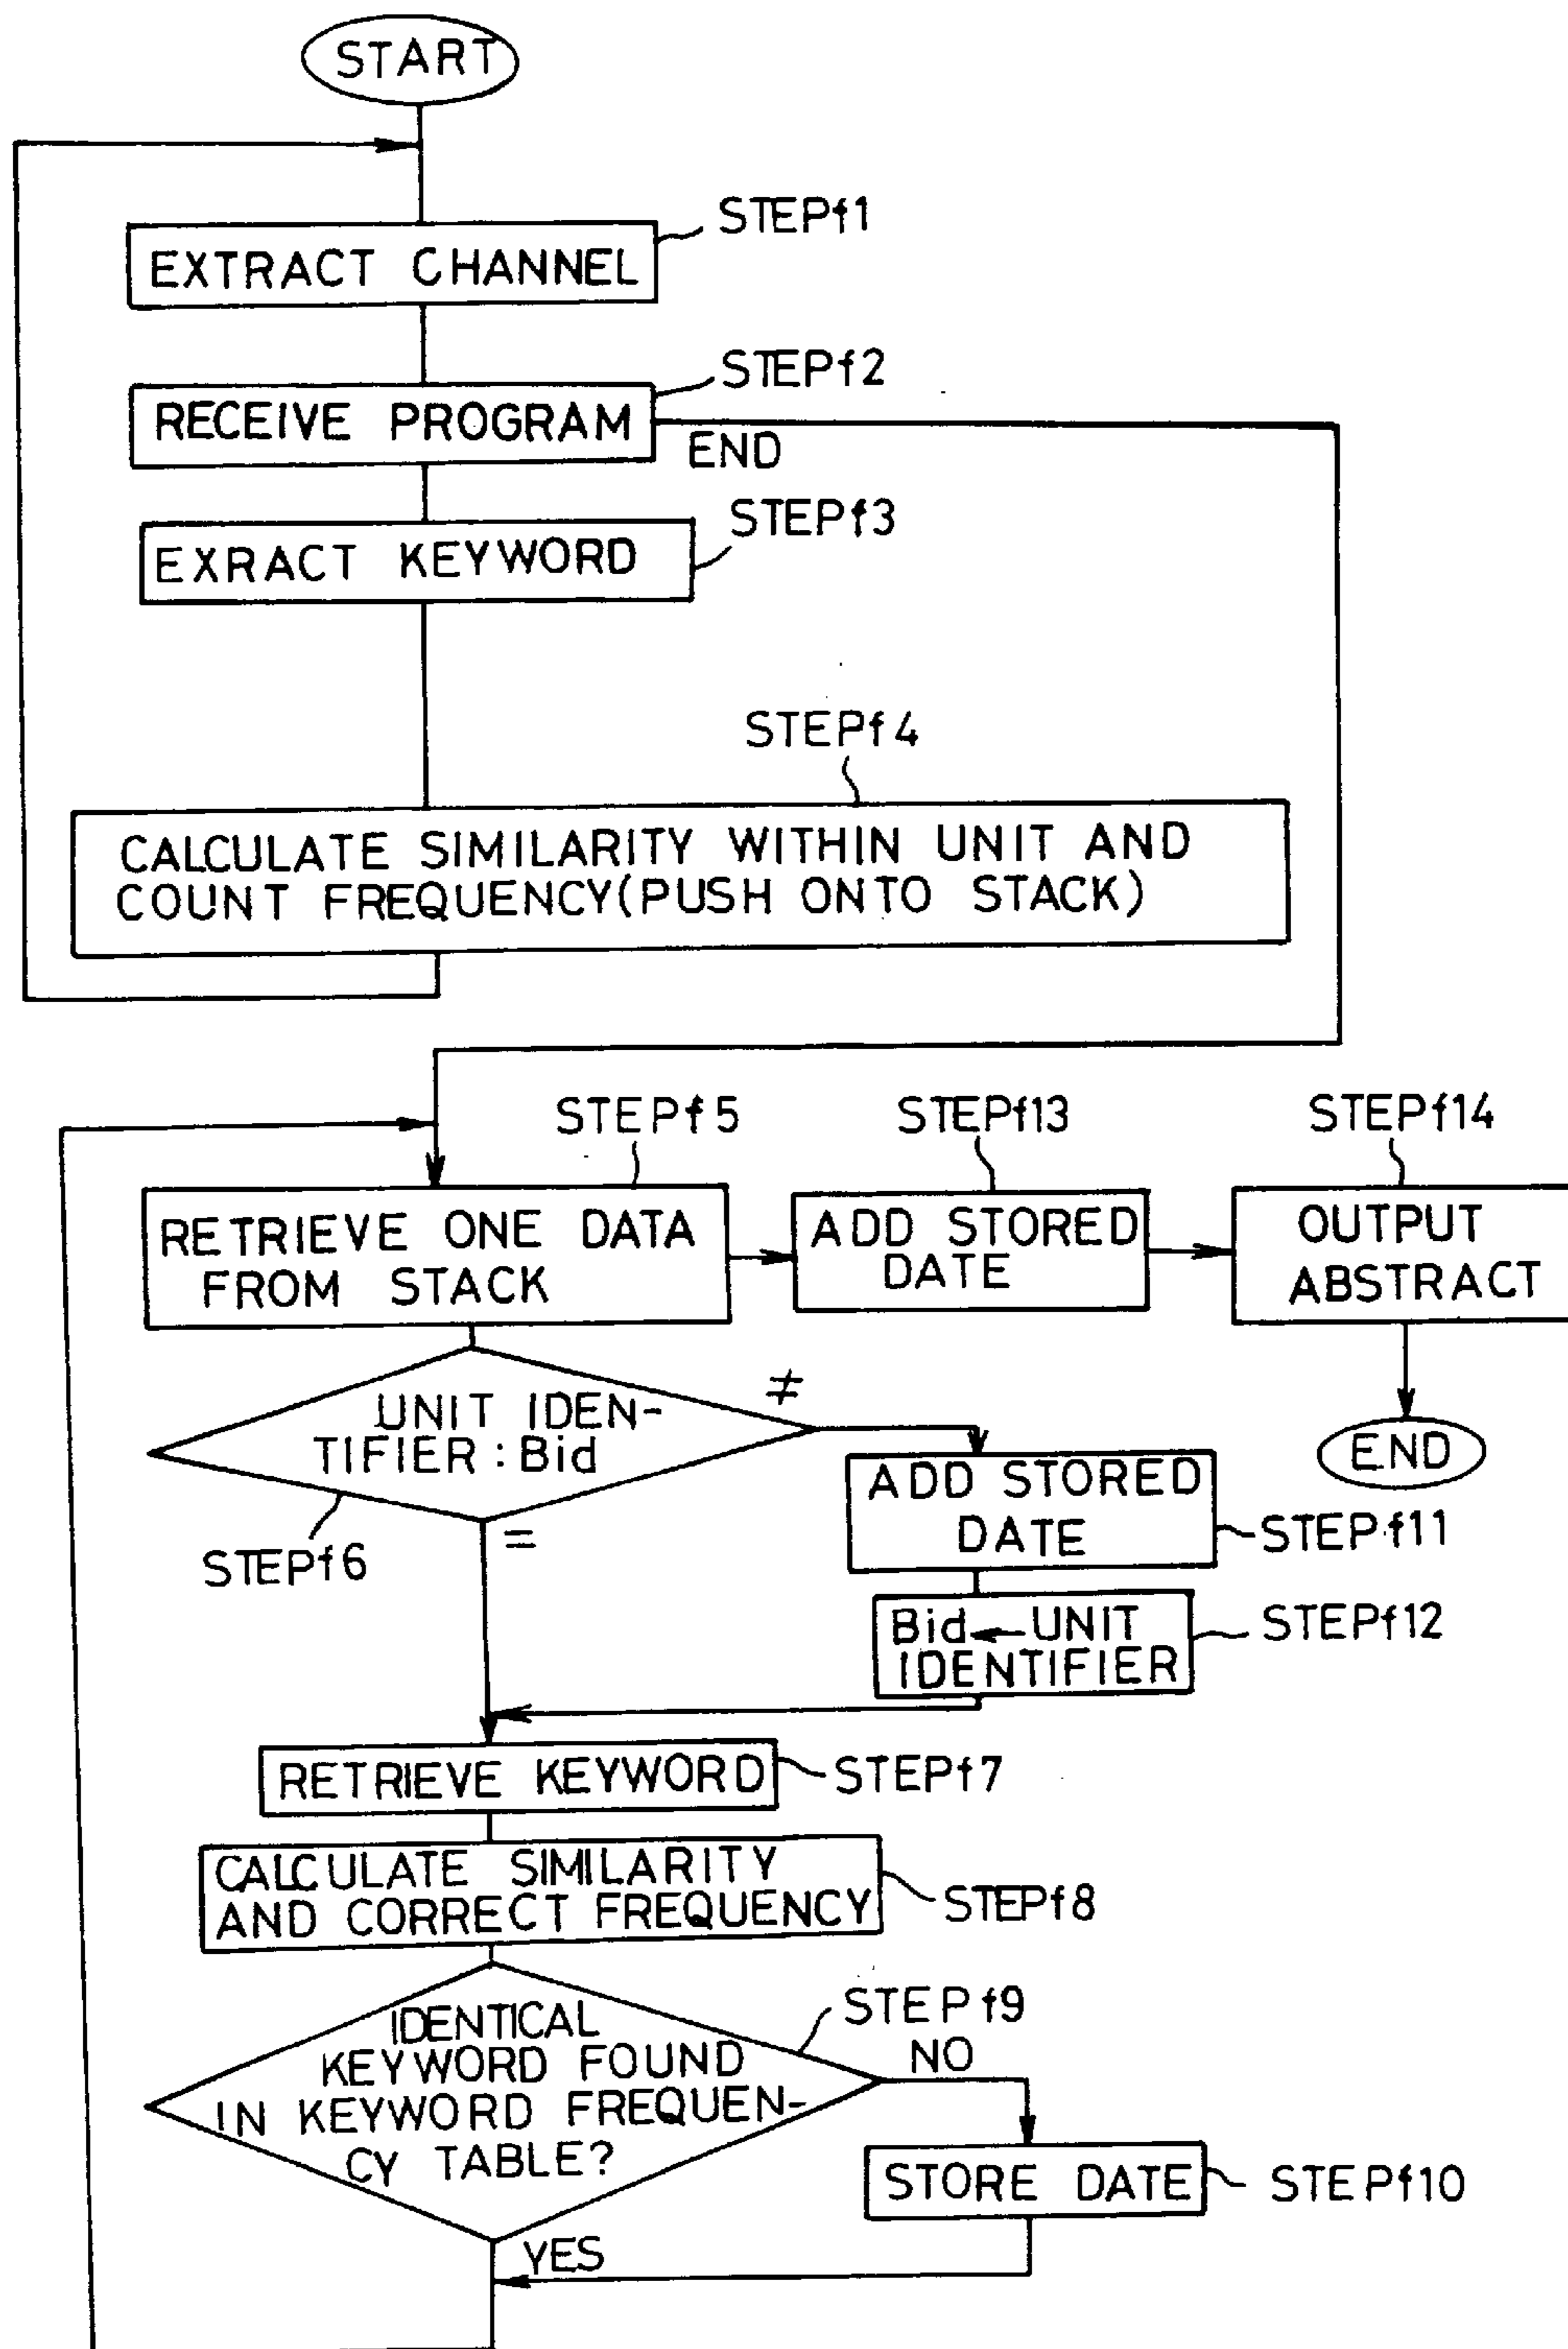 START
STEPf1
EXTRACT CHANNEL
STEPf2
RECEIVE PROGRAM
END
STEPf3
EXRACT KEYWORD
STEPf4
CALCULATE SIMILARITY WITHIN UNIT AND
COUNT FREQUENCY(PUSH ONTO STACK)
STEPf5
STEPf13
STEPf14
RETRIEVE ONE DATA
FROM STACK
ADD STORED
DATE
OUTPUT
ABSTRACT
UNIT IDEN-
TIFIER : Bid
≠
=
STEPf6
ADD STORED
DATE
STEPf11
END
Bid←UNIT
IDENTIFIER
STEPf12
RETRIEVE KEYWORD
STEPf7
CALCULATE SIMILARITY
AND CORRECT FREQUENCY
STEPf8
IDENTICAL
KEYWORD FOUND
IN KEYWORD FREQUEN-
CY TABLE?
STEPf9
NO
STORE DATE
STEPf10
YES